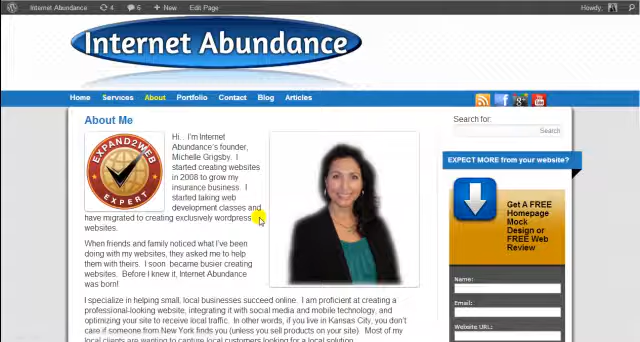 Internet Abundance 4 6 New Edit Page Howdy,
Internet Abundance
Home Services About Portfolio Contact Blog Articles
About Me
EXPAND2WEB
EXPERT
Hi.. I'm Internet
Abundance's founder,
Michelle Grigsby. I
started creating websites
in 2008 to grow my
insurance business. I
started taking web
development classes and
have migrated to creating exclusively wordpress
websites.
When friends and family noticed what I've been
doing with my websites, they asked me to help
them with theirs. I soon became busier creating
websites. Before I knew it, Internet Abundance
was born!
I specialize in helping small, local businesses succeed online. I am proficient at creating a
professional-looking website, integrating it with social media and mobile technology, and
optimizing your site to receive local traffic. In other words, if you live in Kansas City, you don't
care if someone from New York finds you (unless you sell products on your site). Most of my
local clients are wanting to capture local customers looking for a local solution.
Search for:
Search
EXPECT MORE from your website?
Get A FREE
Homepage
Mock
Design or
FREE Web
Review
Name:
Email:
Website URL: